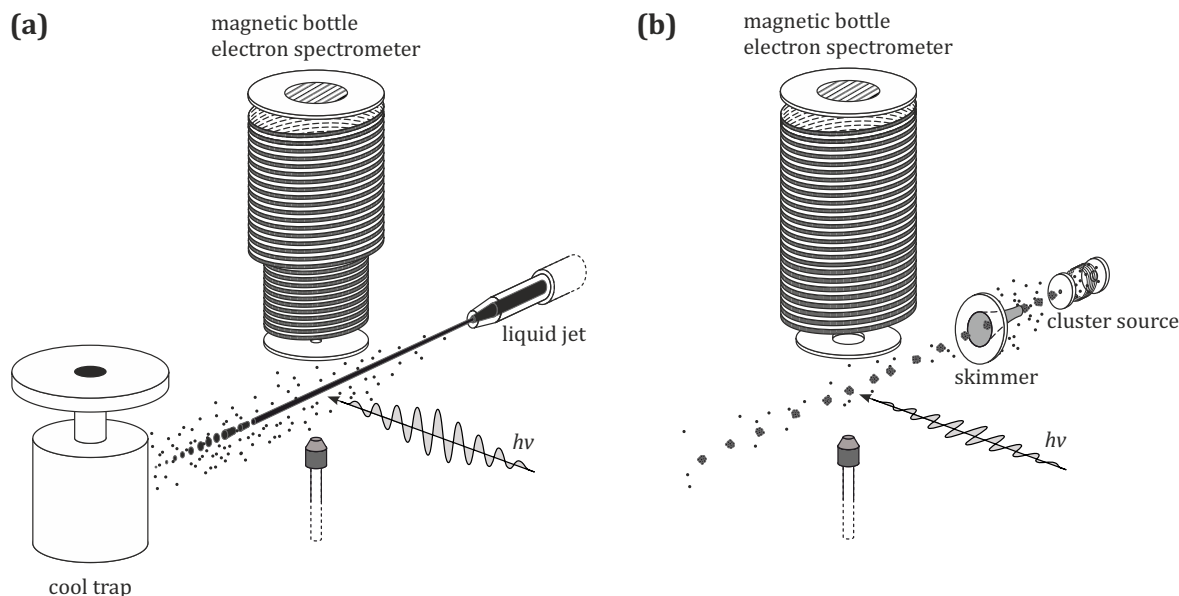 (a)
magnetic bottle
electron spectrometer
liquid jet
hν
cool trap
(b)
magnetic bottle
electron spectrometer
cluster source
skimmer
hν